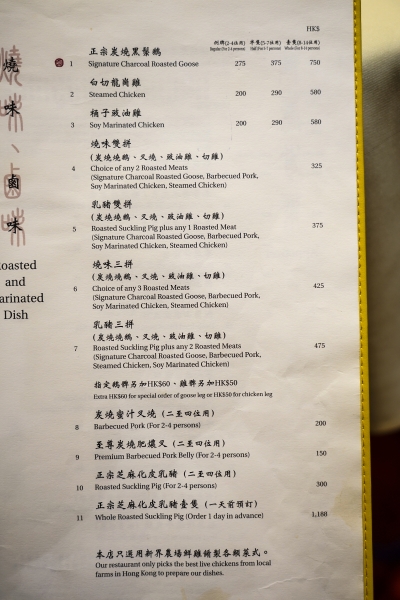 HK$
例牌(2-4位用) 半隻(5-7位用) 壹隻(8-14位用)
Regular (For 2-4 persons) Half (For 5-7 persons) Whole (For 8-14 persons)
正宗炭燒黑鬃鵝
1 Signature Charcoal Roasted Goose 275 375 750
白切龍崗雞
2 Steamed Chicken 200 290 580
桶子豉油雞
3 Soy Marinated Chicken 200 290 580
燒味雙拼
(炭燒燒鵝、叉燒、豉油雞、切雞)
4 Choice of any 2 Roasted Meats 325
(Signature Charcoal Roasted Goose, Barbecued Pork,
Soy Marinated Chicken, Steamed Chicken)
乳豬雙拼
(炭燒燒鵝、叉燒、豉油雞、切雞)
5 Roasted Suckling Pig plus any 1 Roasted Meat 375
(Signature Charcoal Roasted Goose, Barbecued Pork,
Soy Marinated Chicken, Steamed Chicken)
燒味三拼
(炭燒燒鵝、叉燒、豉油雞、切雞)
6 Choice of any 3 Roasted Meats 425
(Signature Charcoal Roasted Goose, Barbecued Pork,
Soy Marinated Chicken, Steamed Chicken)
乳豬三拼
(炭燒燒鵝、叉燒、豉油雞、切雞)
7 Roasted Suckling Pig plus any 2 Roasted Meats 475
(Signature Charcoal Roasted Goose, Barbecued Pork,
Steamed Chicken, Soy Marinated Chicken)
指定鵝髀另加HK$60、雞髀另加HK$50
Extra HK$60 for special order of goose leg or HK$50 for chicken leg
炭燒蜜汁叉燒 (二至四位用)
8 Barbecued Pork (For 2-4 persons) 200
至尊炭燒肥燶叉 (二至四位用)
9 Premium Barbecued Pork Belly (For 2-4 persons) 150
正宗芝麻化皮乳豬 (二至四位用)
10 Roasted Suckling Pig (For 2-4 persons) 300
正宗芝麻化皮乳豬壹隻 (一天前預訂)
11 Whole Roasted Suckling Pig (Order 1 day in advance) 1,188
本店只選用新界農場鮮雞精製各類菜式。
Our restaurant only picks the best live chickens from local
farms in Hong Kong to prepare our dishes.
燒味、鹵味
oasted
and
arinated
Dish